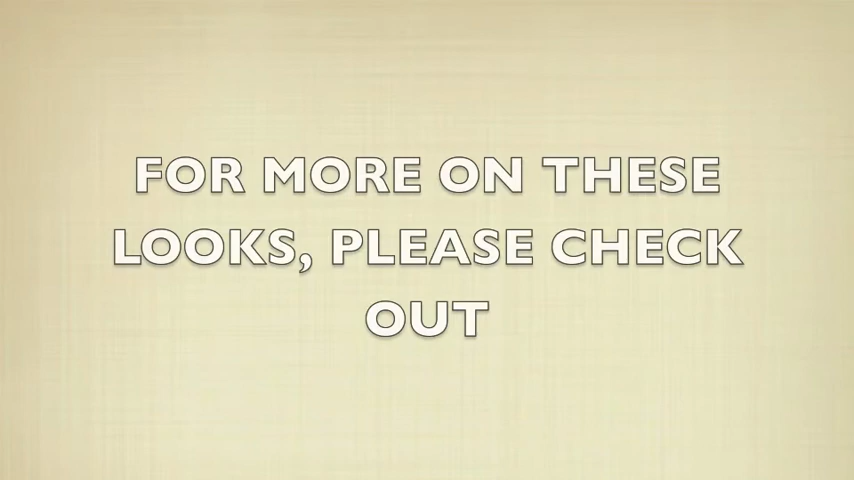 FOR MORE ON THESE
LOOKS, PLEASE CHECK
OUT